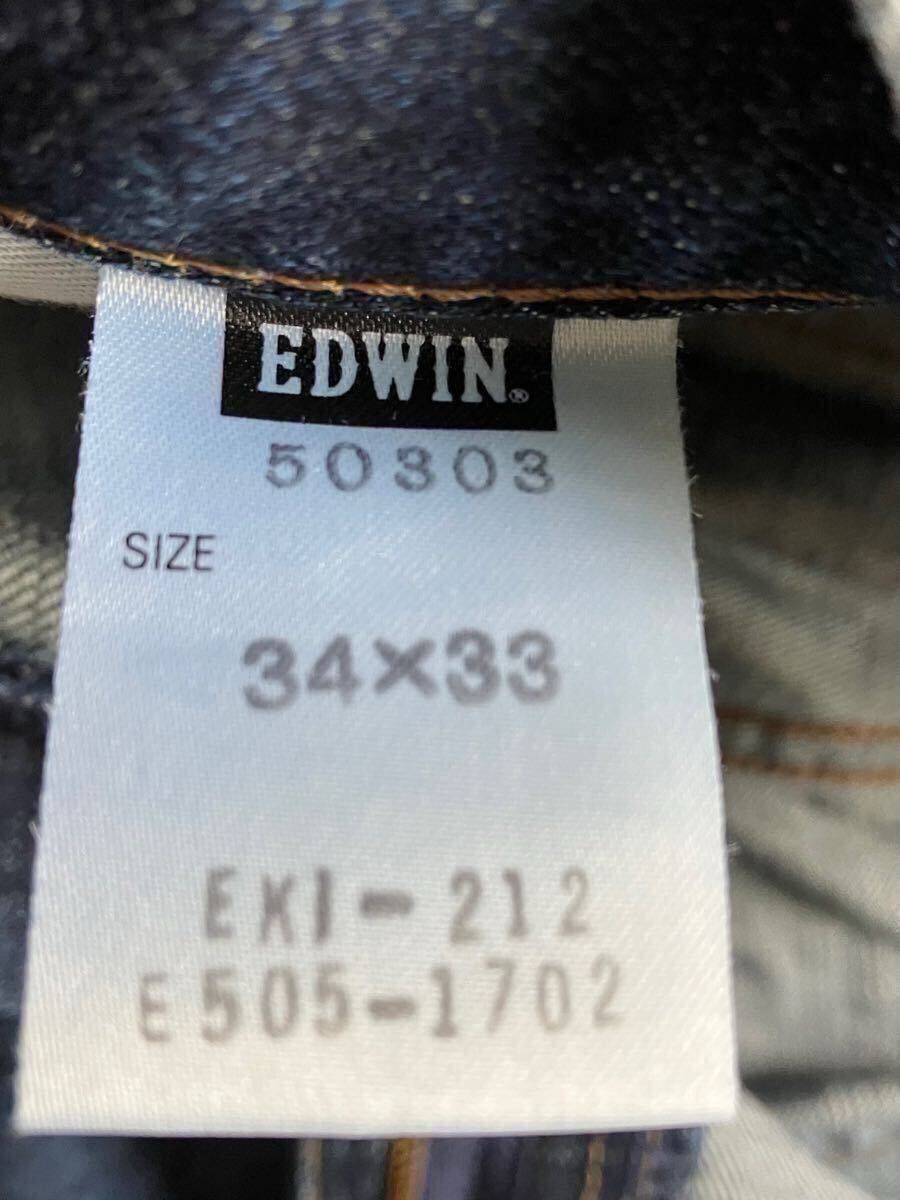 EDWIN®
50303
SIZE
34×33
EKI-212
E505-1702